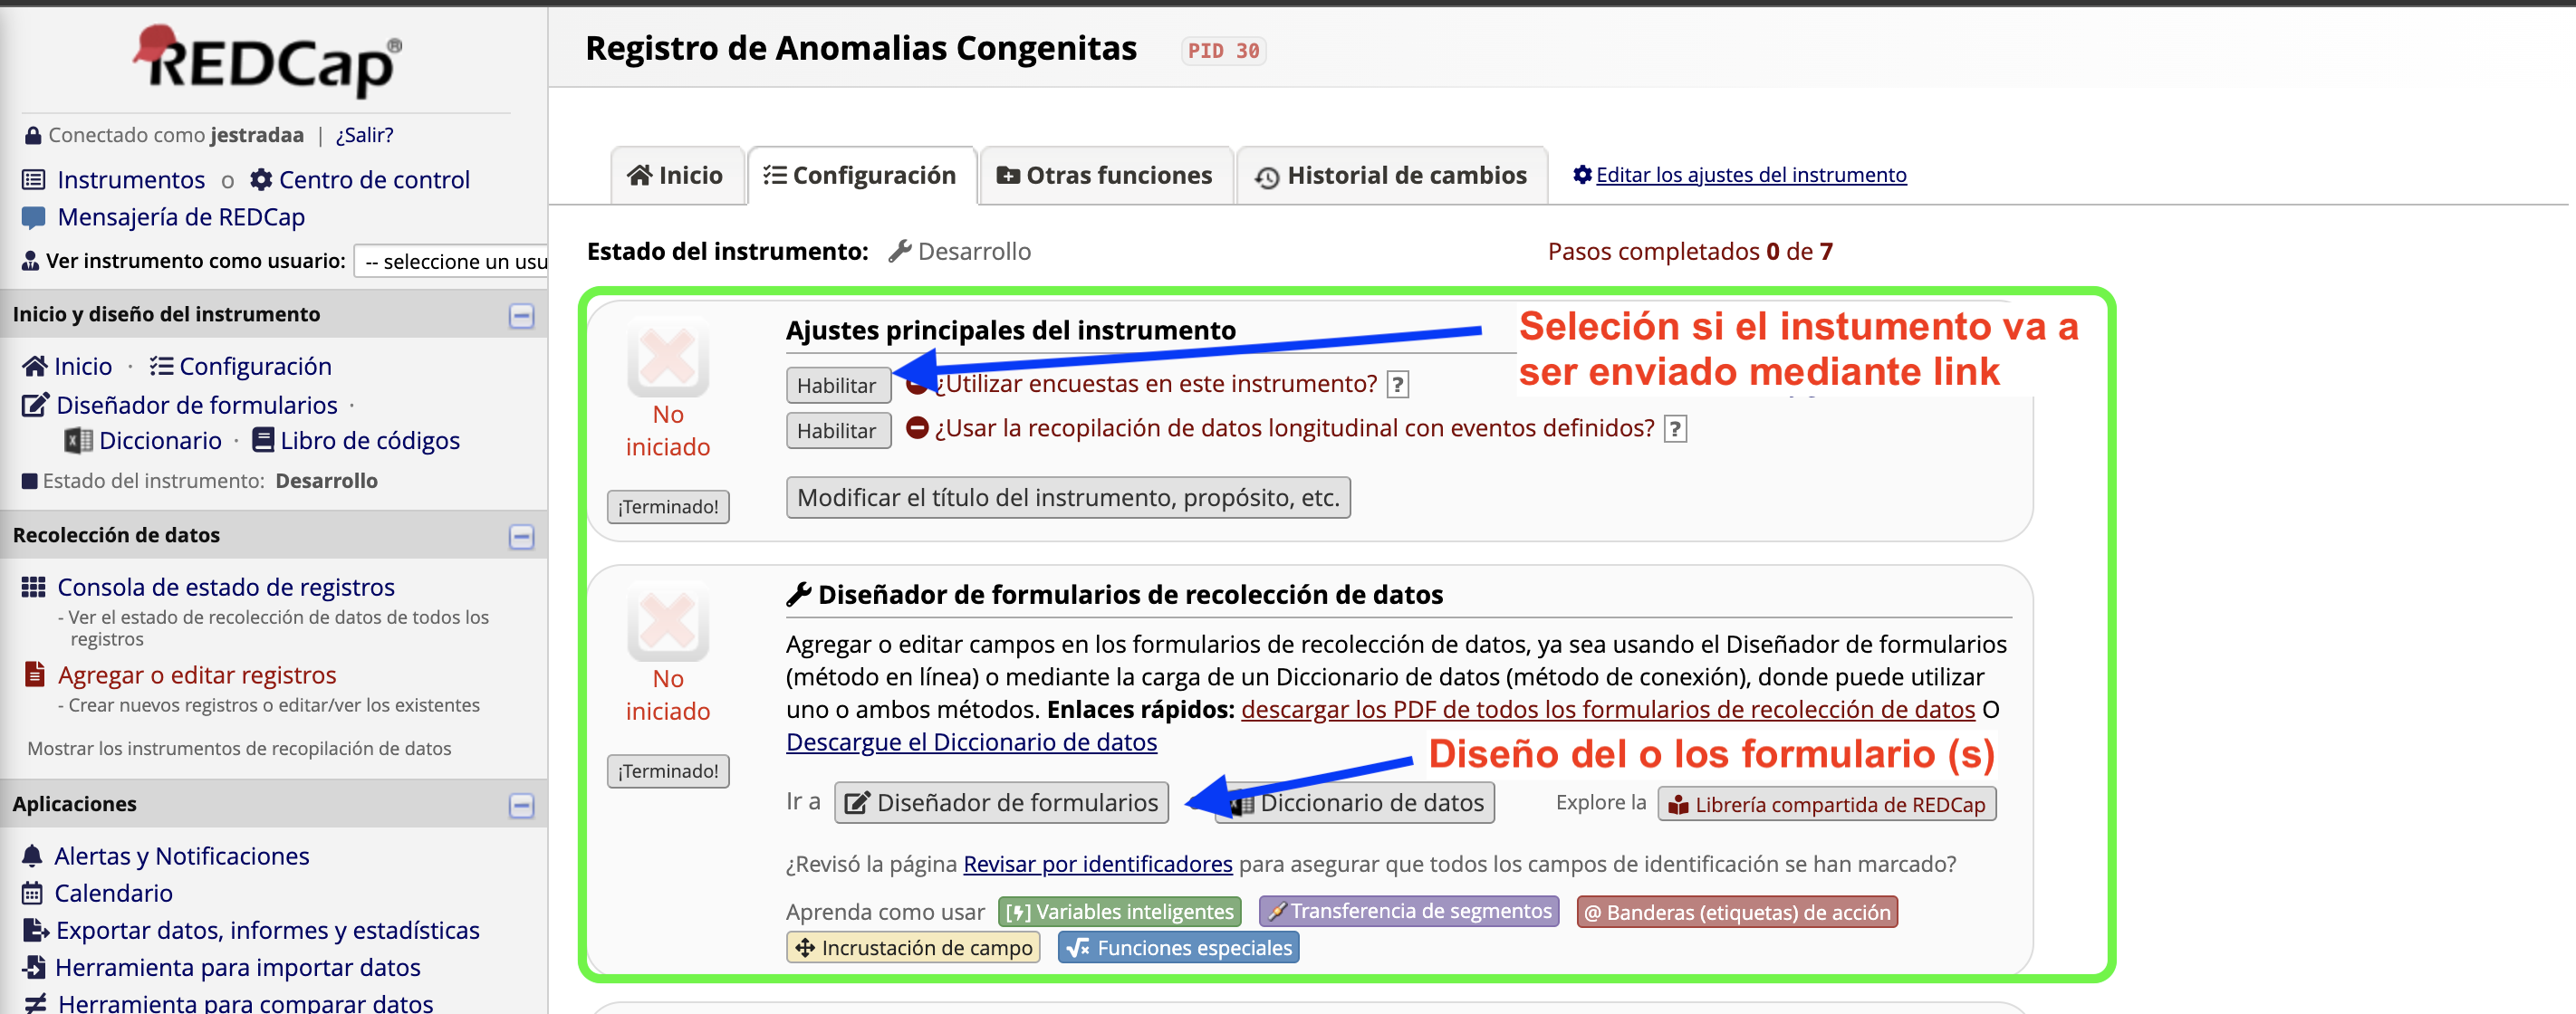 REDCap®
Conectado como jestradaa | ¿Salir?
Instrumentos o Centro de control
Mensajería de REDCap
Ver instrumento como usuario: -- seleccione un usu
Inicio y diseño del instrumento
Inicio · Configuración
Diseñador de formularios ·
Diccionario · Libro de códigos
Estado del instrumento: Desarrollo
Recolección de datos
Consola de estado de registros
- Ver el estado de recolección de datos de todos los
registros
Agregar o editar registros
- Crear nuevos registros o editar/ver los existentes
Mostrar los instrumentos de recopilación de datos
Aplicaciones
Alertas y Notificaciones
Calendario
Exportar datos, informes y estadísticas
Herramienta para importar datos
Herramienta para comparar datos
Registro de Anomalias Congenitas PID 30
Inicio Configuración Otras funciones Historial de cambios Editar los ajustes del instrumento
Estado del instrumento: Desarrollo Pasos completados 0 de 7
No
iniciado
¡Terminado!
Ajustes principales del instrumento
Seleción si el instumento va a
ser enviado mediante link
Habilitar ¿Utilizar encuestas en este instrumento? ?
Habilitar ¿Usar la recopilación de datos longitudinal con eventos definidos? ?
Modificar el título del instrumento, propósito, etc.
No
iniciado
¡Terminado!
Diseñador de formularios de recolección de datos
Agregar o editar campos en los formularios de recolección de datos, ya sea usando el Diseñador de formularios
(método en línea) o mediante la carga de un Diccionario de datos (método de conexión), donde puede utilizar
uno o ambos métodos. Enlaces rápidos: descargar los PDF de todos los formularios de recolección de datos O
Descargue el Diccionario de datos
Diseño del o los formulario (s)
Ir a Diseñador de formularios Diccionario de datos Explore la Librería compartida de REDCap
¿Revisó la página Revisar por identificadores para asegurar que todos los campos de identificación se han marcado?
Aprenda como usar [] Variables inteligentes Transferencia de segmentos @ Banderas (etiquetas) de acción
Incrustación de campo √x Funciones especiales